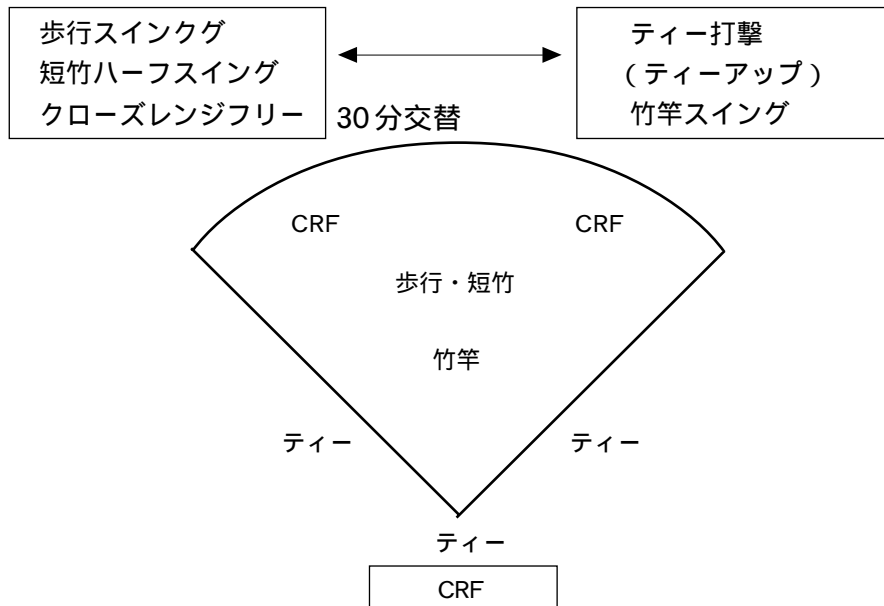 歩行スインクグ
短竹ハーフスイング
クローズレンジフリー
ティー打撃
（ティーアップ）
竹竿スイング
30分交替
CRF
CRF
歩行・短竹
竹竿
ティー
ティー
ティー
CRF